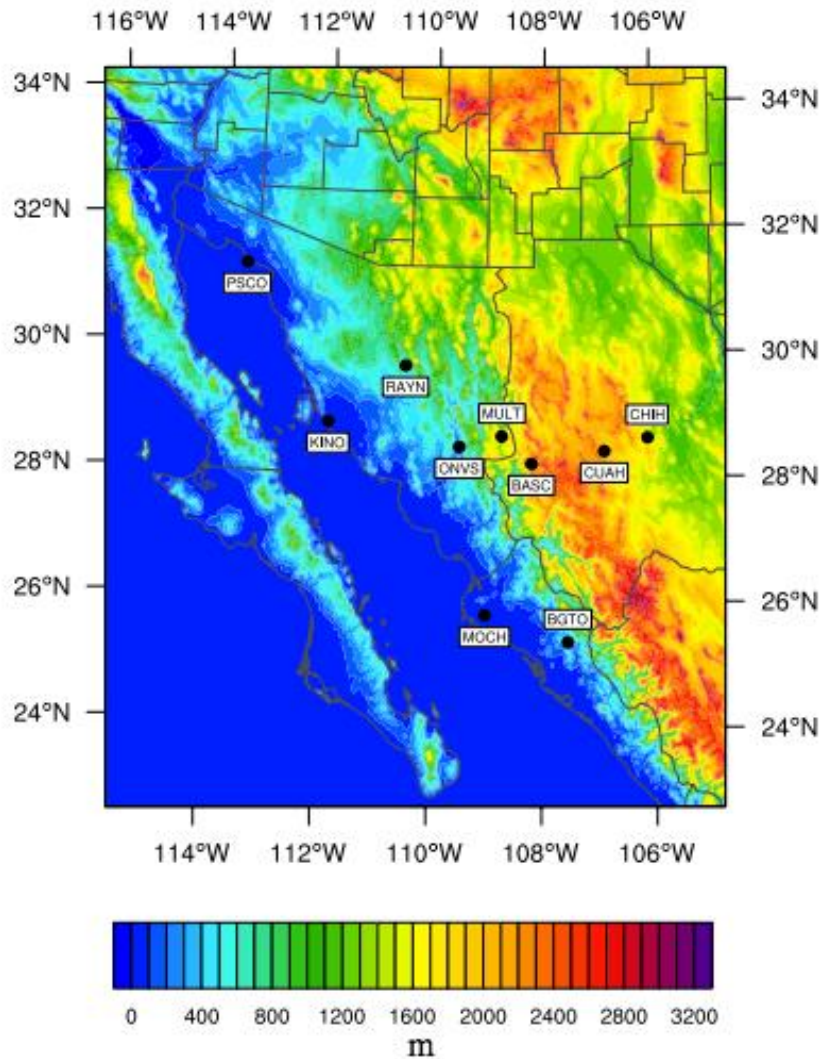 116°W 114°W 112°W 110°W 108°W 106°W
34°N 34°N
32°N 32°N
PSCO
30°N 30°N
RAYN
MULT CHIH
KINO
ONVS CUAH
28°N 28°N
BASC
26°N 26°N
BGTO
MOCH
24°N 24°N
114°W 112°W 110°W 108°W 106°W
0 400 800 1200 1600 2000 2400 2800 3200
m